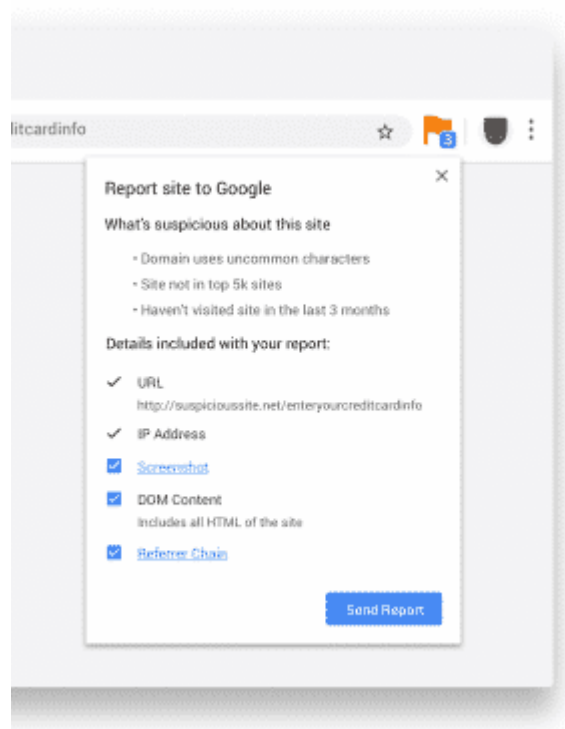 litcardinfo
3
Report site to Google
What's suspicious about this site
• Domain uses uncommon characters
• Site not in top 5k sites
• Haven't visited site in the last 3 months
Details included with your report:
URL
http://suspicioussite.net/enteryourcreditcardinfo
IP Address
Screenshot
DOM Content
Includes all HTML of the site
Referrer Chain
Send Report